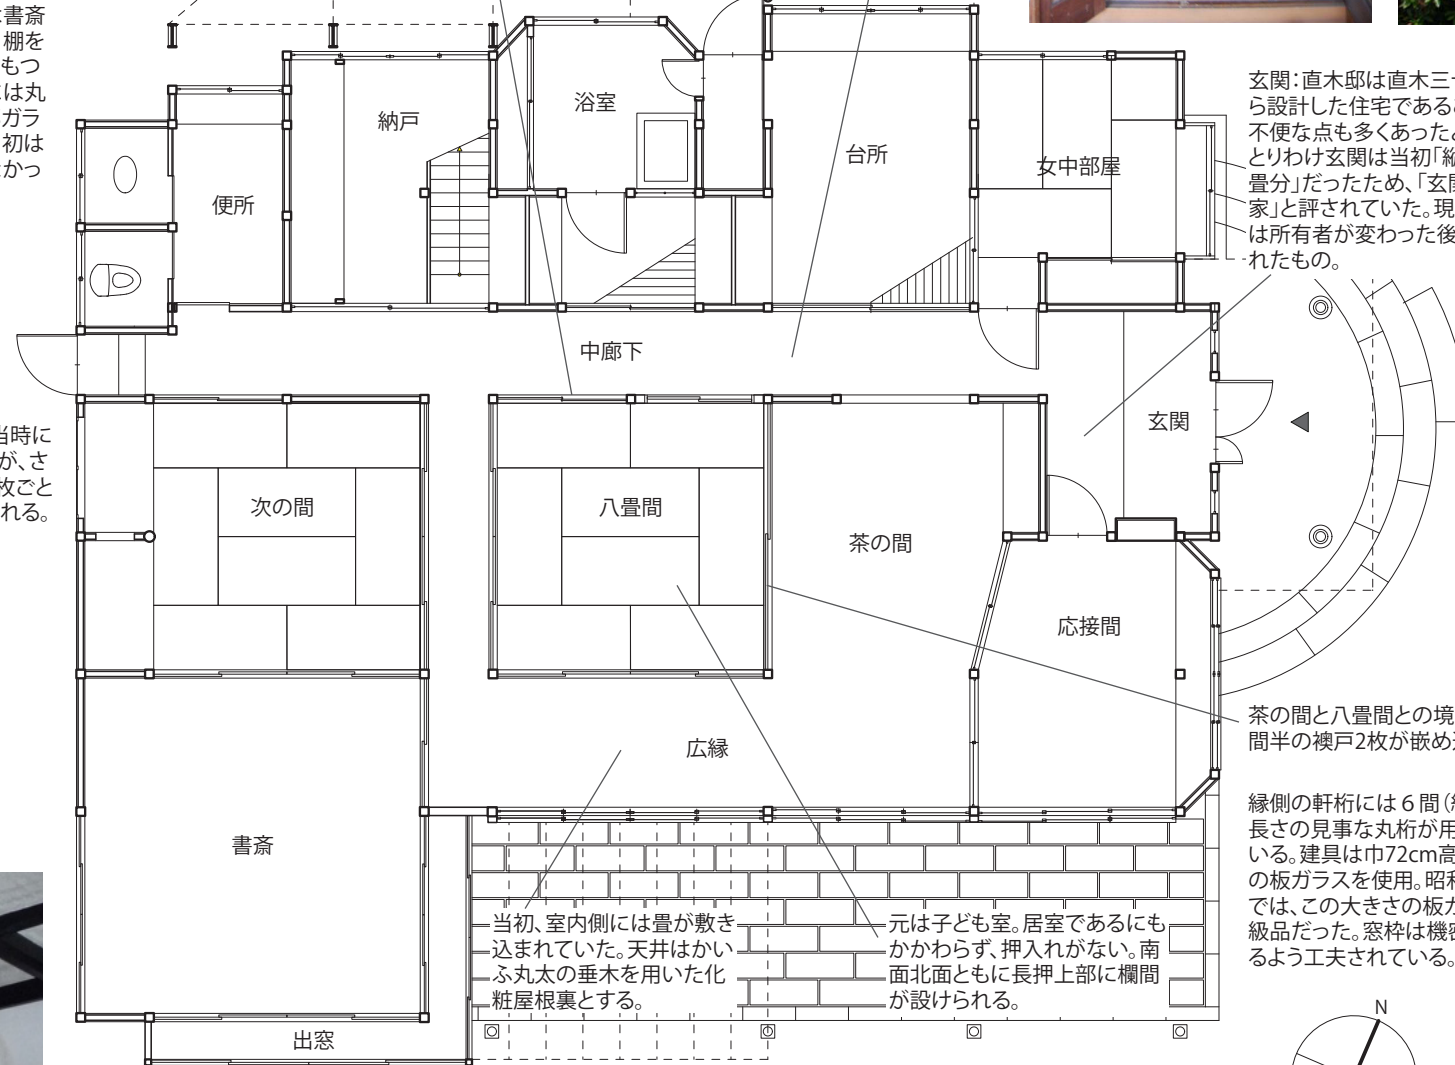 書斎
棚を
もつ
は丸
ガラ
初は
かっ
当時に
が、さ
枚ごと
れる。
納戸
浴室
台所
女中部屋
便所
中廊下
玄関
次の間
八畳間
茶の間
応接間
広縁
書斎
出窓
玄関：直木邸は直木三
ら設計した住宅である
不便な点も多くあったと
とりわけ玄関は当初「縦
畳分」だったため、「玄関
家」と評されていた。現
は所有者が変わった後
れたもの。
茶の間と八畳間との境
間半の襖戸2枚が嵌め
縁側の軒桁には６間（
長さの見事な丸桁が用
いる。建具は巾72cm高
の板ガラスを使用。昭和
では、この大きさの板ガ
級品だった。窓枠は機密
るよう工夫されている。
当初、室内側には畳が敷き
込まれていた。天井はかい
ふ丸太の垂木を用いた化
粧屋根裏とする。
元は子ども室。居室であるにも
かかわらず、押入れがない。南
面北面ともに長押上部に欄間
が設けられる。
N